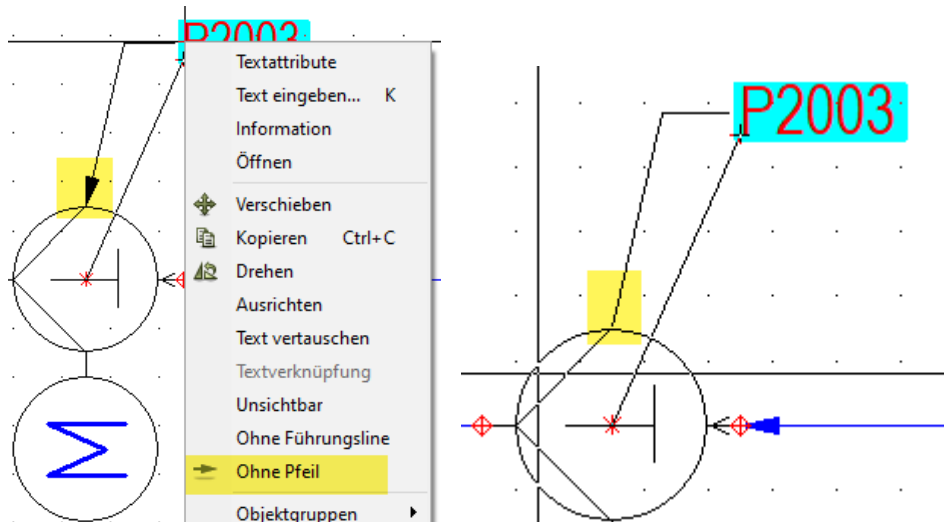 P2003
Textattribute
Text eingeben... K
Information
Öffnen
Verschieben
Kopieren Ctrl+C
Drehen
Ausrichten
Text vertauschen
Textverknüpfung
Unsichtbar
Ohne Führungsline
Ohne Pfeil
Objektgruppen
P2003
M